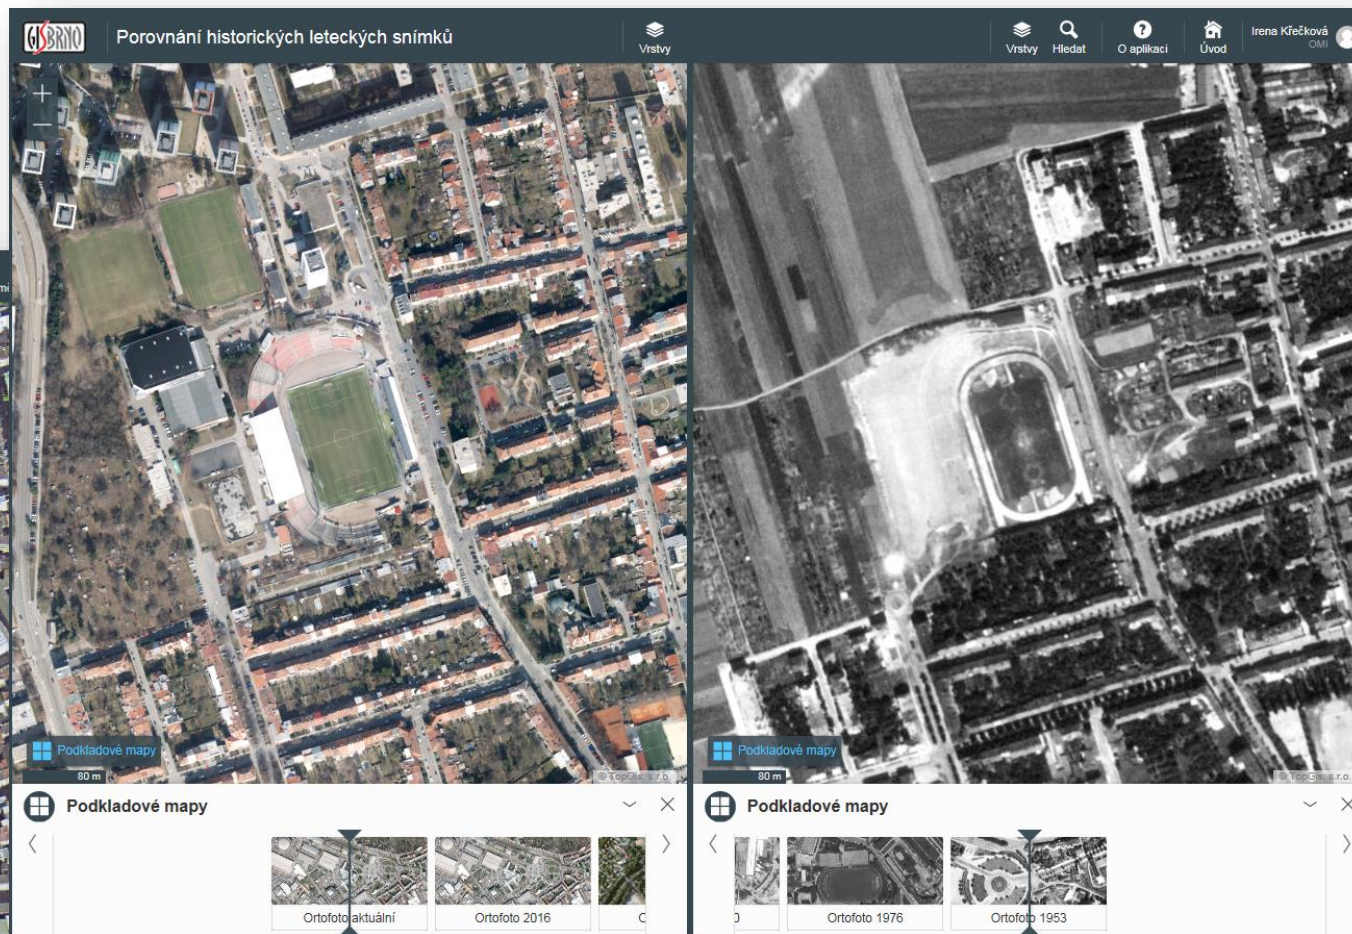 GISBRNO
Porovnání historických leteckých snímků
Vrstvy
Vrstvy
Hledat
O aplikaci
Úvod
Irena Křečková
OMI
+
−
Podkladové mapy
80 m
© TopGis, s.r.o.
Podkladové mapy
80 m
© TopGis, s.r.o.
Podkladové mapy
Podkladové mapy
Ortofoto aktuální
Ortofoto 2016
Ortofoto 1976
Ortofoto 1953